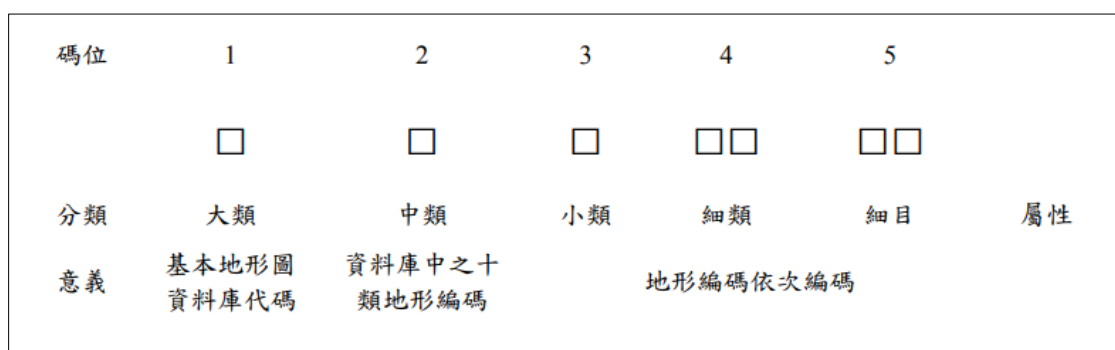 碼位 1 2 3 4 5
□ □ □ □□ □□
分類 大類 中類 小類 細類 細目 屬性
意義 基本地形圖 資料庫中之十 地形編碼依次編碼
資料庫代碼 類地形編碼